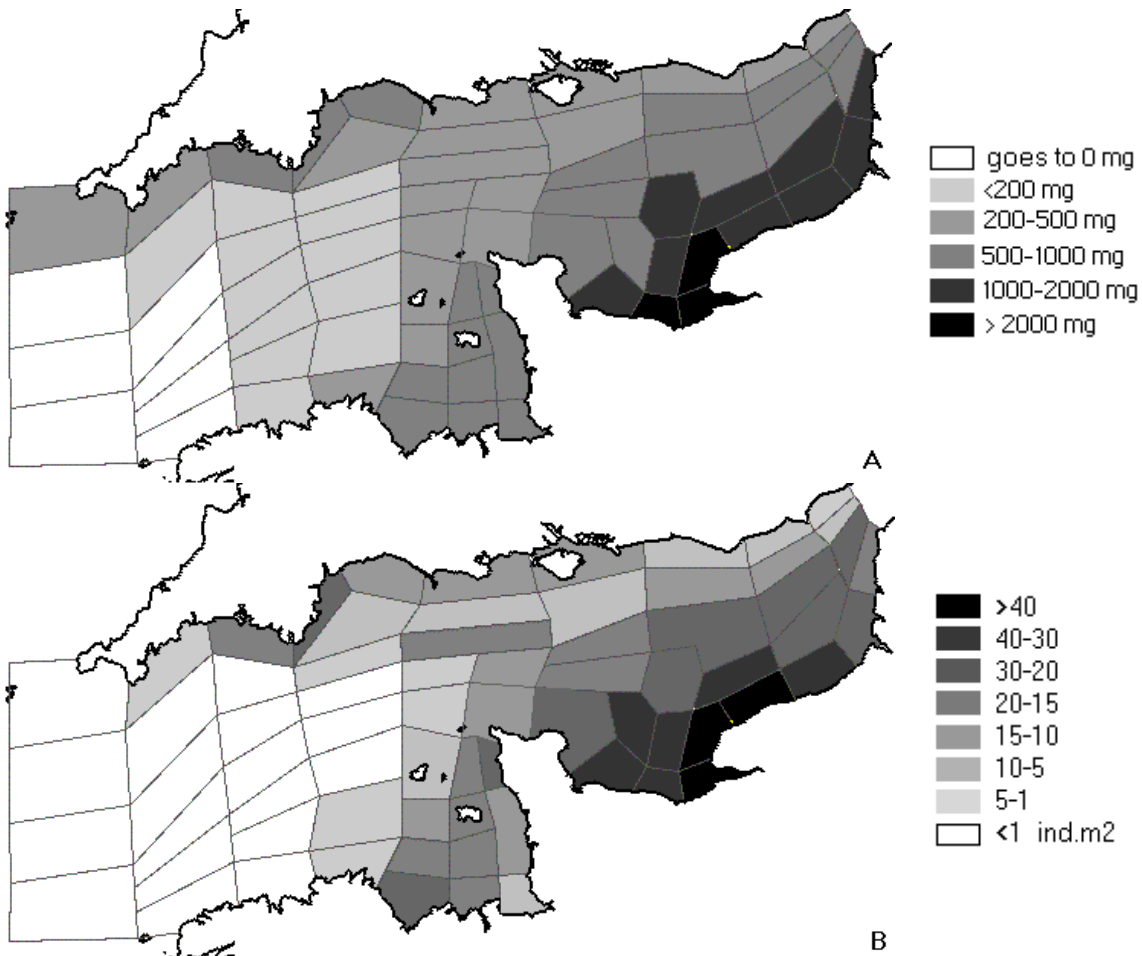 goes to 0 mg
<200 mg
200-500 mg
500-1000 mg
1000-2000 mg
> 2000 mg
A
>40
40-30
30-20
20-15
15-10
10-5
5-1
<1 ind.m2
B